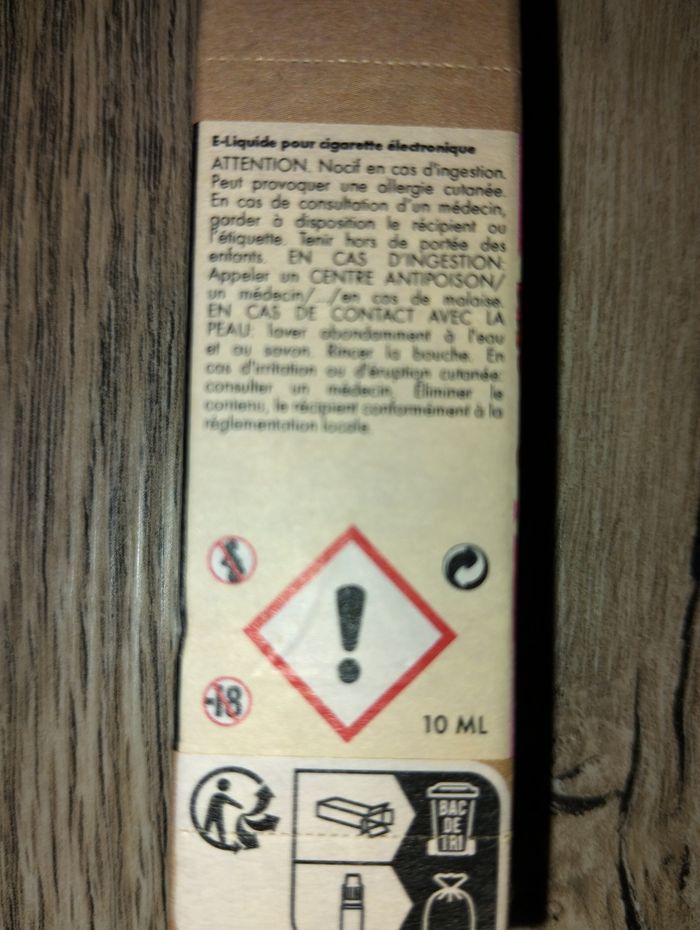 E-Liquide pour cigarette électronique
ATTENTION. Nocif en cas d'ingestion.
Peut provoquer une allergie cutanée.
En cas de consultation d'un médecin,
garder à disposition le récipient ou
l'étiquette. Tenir hors de portée des
enfants. EN CAS D'INGESTION:
Appeler un CENTRE ANTIPOISON/
un médecin/.../en cas de malaise.
EN CAS DE CONTACT AVEC LA
PEAU: laver abondamment à l'eau
et au savon. Rincer la bouche. En
cas d'irritation ou d'éruption cutanée:
consulter un médecin. Éliminer le
contenu, le récipient conformément à la
réglementation locale.
-18
10 ML
BAC
DE
TRI